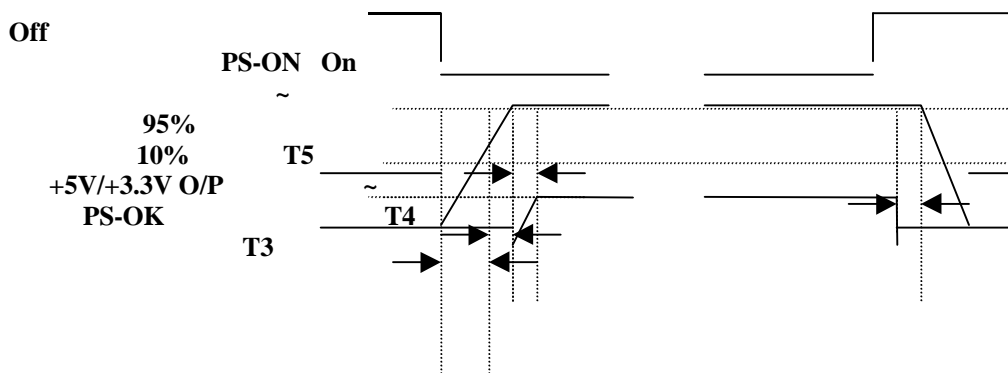 Off
PS-ON On
~
95%
10% T5
+5V/+3.3V O/P ~
PS-OK T4
T3